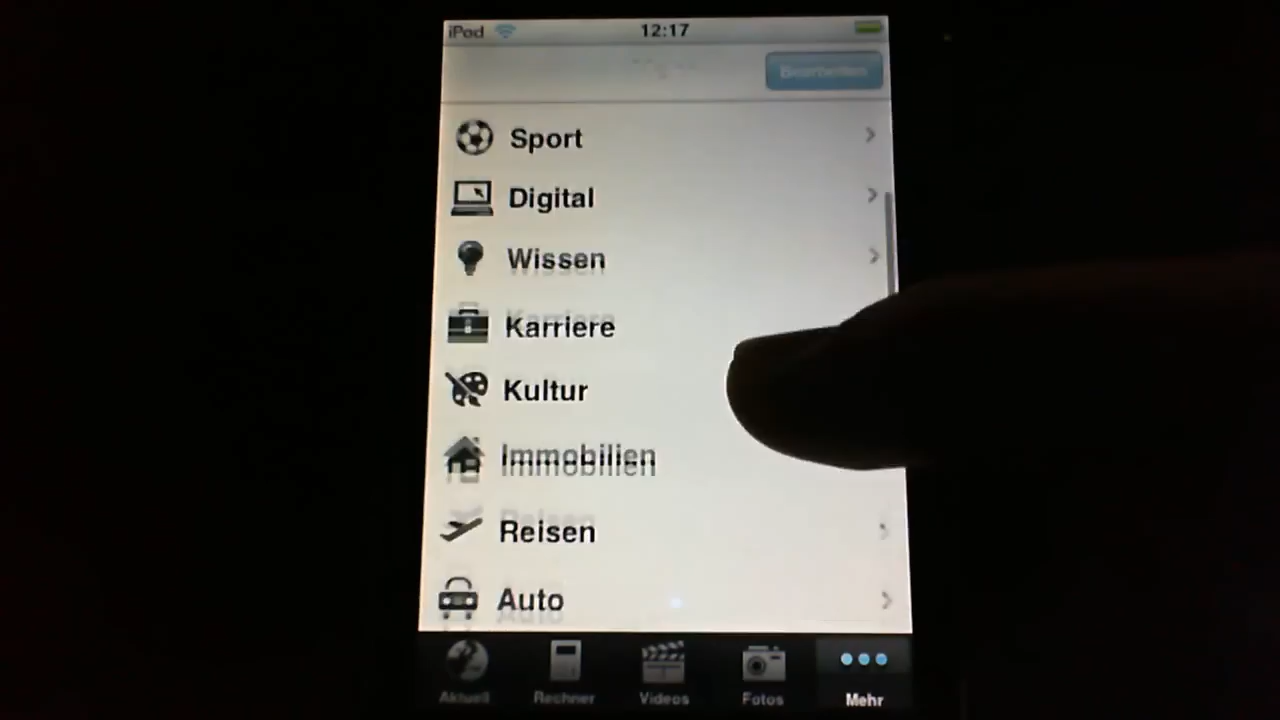 iPod 12:17
Bearbeiten
Sport
Digital
Wissen
Karriere
Kultur
Immobilien
Reisen
Auto
Aktuell Rechner Videos Fotos Mehr